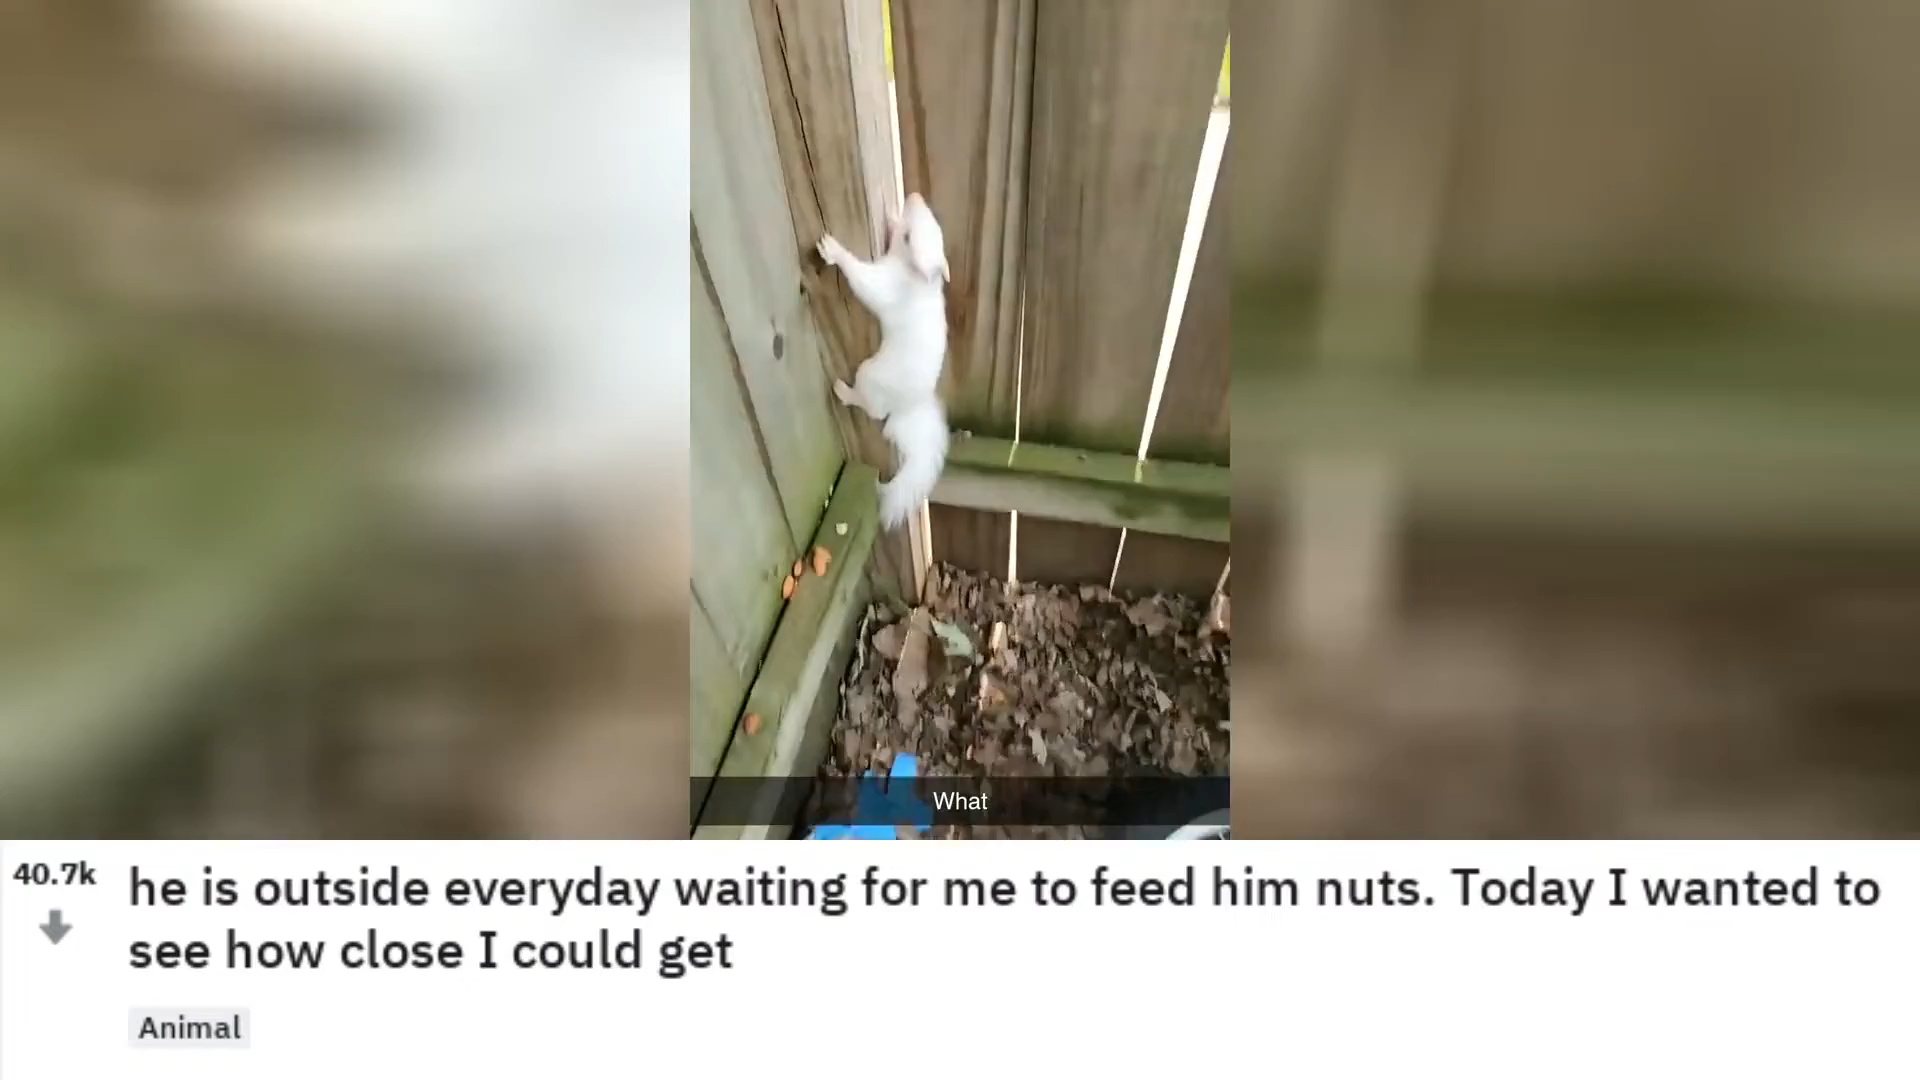 What
40.7k
he is outside everyday waiting for me to feed him nuts. Today I wanted to
see how close I could get
Animal